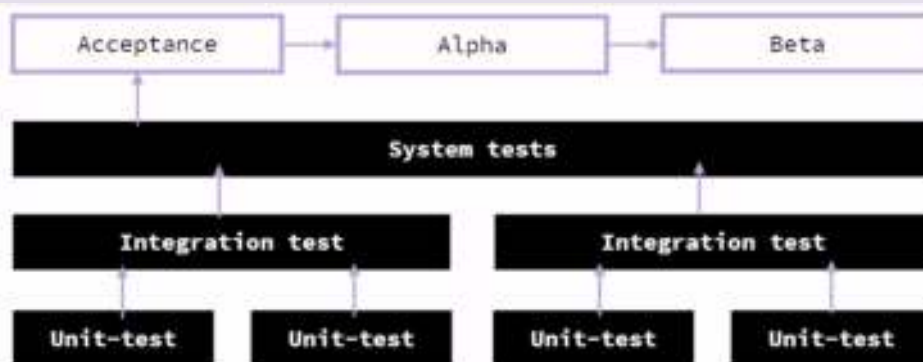 Acceptance
Alpha
Beta
System tests
Integration test
Integration test
Unit-test
Unit-test
Unit-test
Unit-test